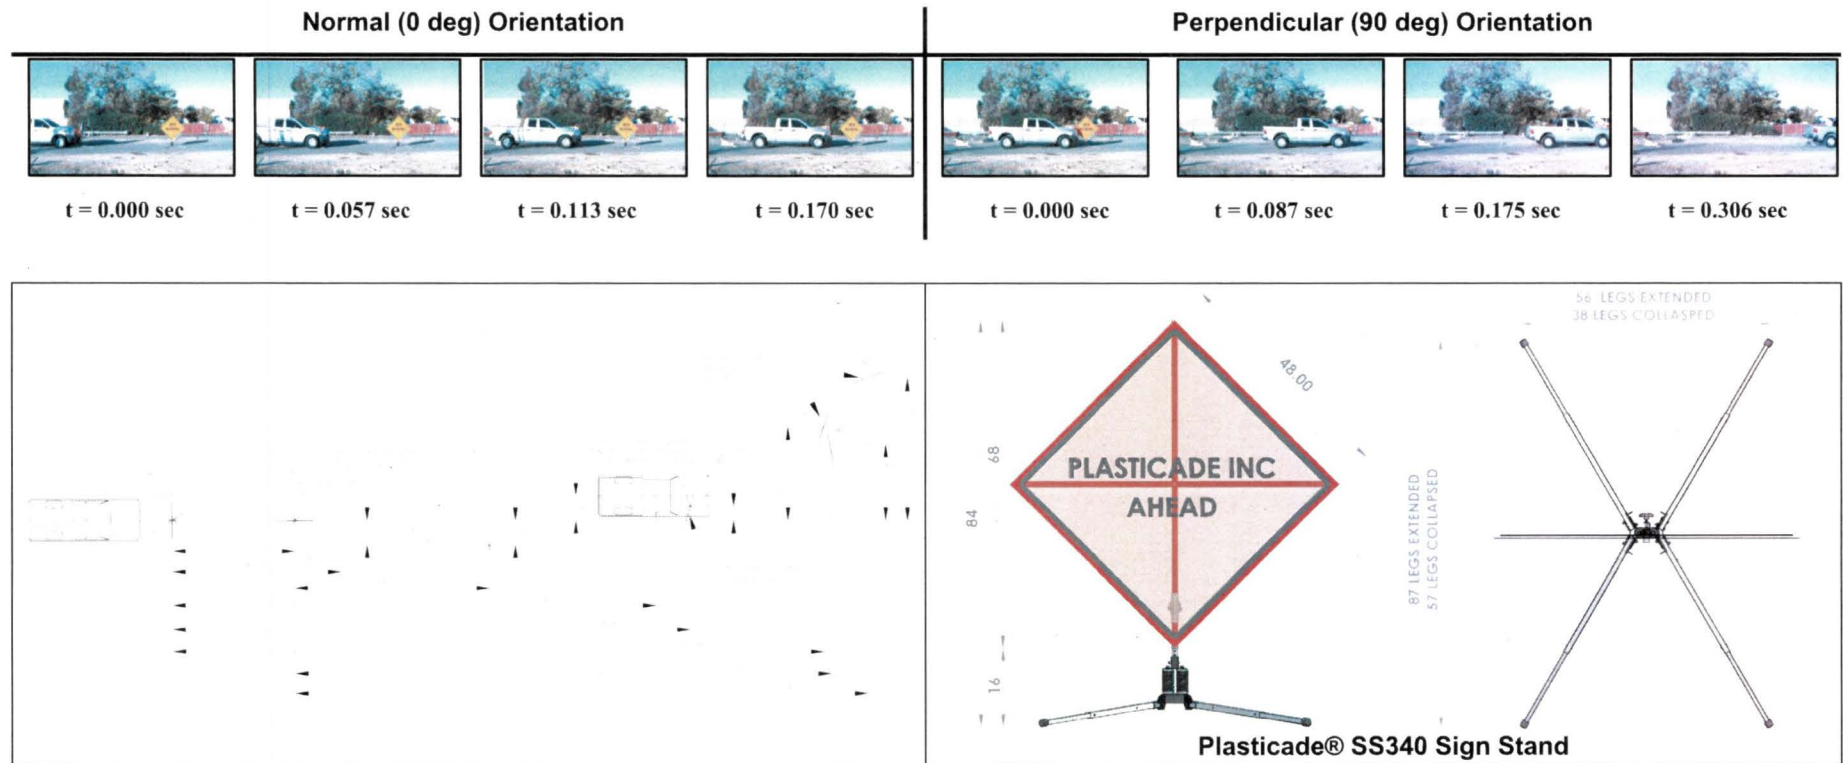 Normal (0 deg) Orientation
Perpendicular (90 deg) Orientation
t = 0.000 sec
t = 0.057 sec
t = 0.113 sec
t = 0.170 sec
t = 0.000 sec
t = 0.087 sec
t = 0.175 sec
t = 0.306 sec
56 LEGS EXTENDED
38 LEGS COLLASPED
48.00
68
84
16
PLASTICADE INC
AHEAD
87 LEGS EXTENDED
57 LEGS COLLAPSED
Plasticade® SS340 Sign Stand